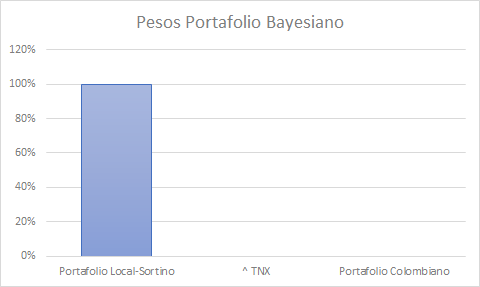 Pesos Portafolio Bayesiano
120%
100%
80%
60%
40%
20%
0%
Portafolio Local-Sortino
^ TNX
Portafolio Colombiano